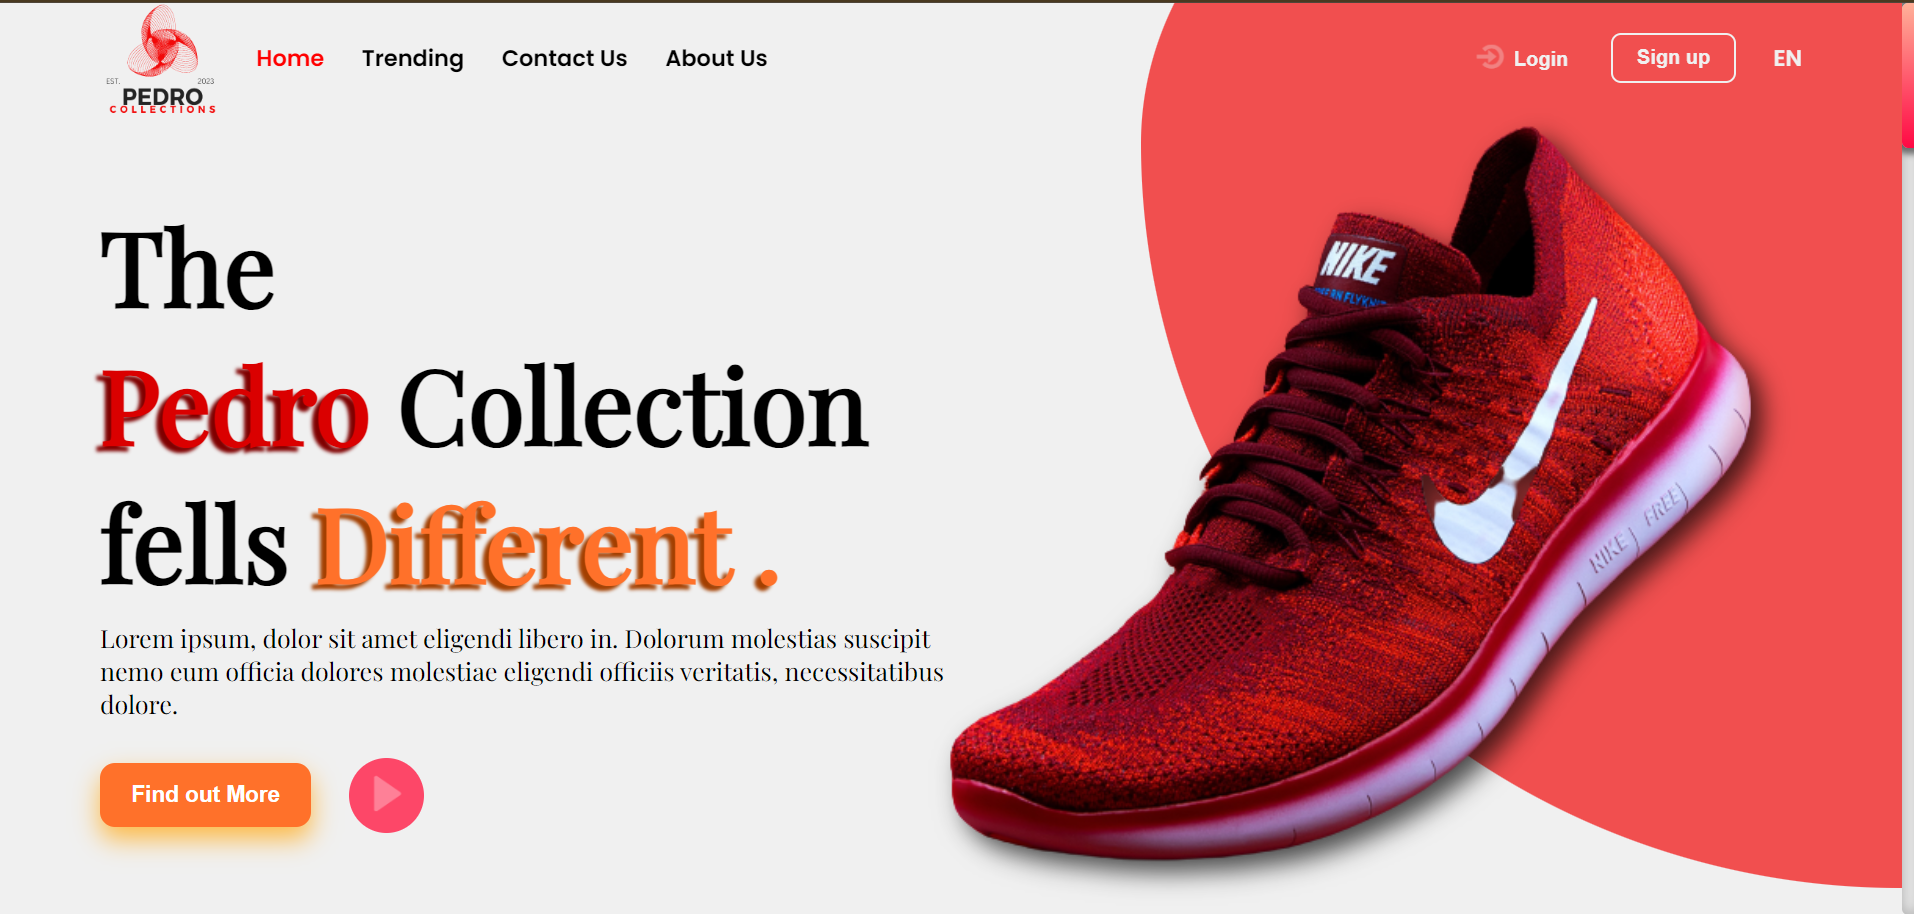 EST. 2023
PEDRO
COLLECTIONS
Home Trending Contact Us About Us
Login Sign up EN
The
Pedro Collection
fells Different .
Lorem ipsum, dolor sit amet eligendi libero in. Dolorum molestias suscipit
nemo eum officia dolores molestiae eligendi officiis veritatis, necessitatibus
dolore.
Find out More
NIKE
NIKE FREE